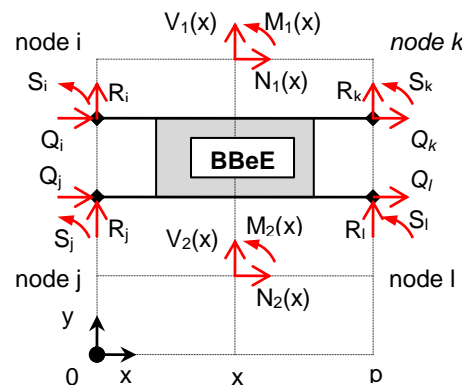 node i
V₁(x)
M₁(x)
node k
N₁(x)
Sᵢ
Rᵢ
Rₖ
Sₖ
Qᵢ
Qₖ
BBeE
Qⱼ
Qₗ
Sⱼ
Rⱼ
V₂(x)
M₂(x)
Rₗ
Sₗ
node j
N₂(x)
node l
y
0
x
x
p